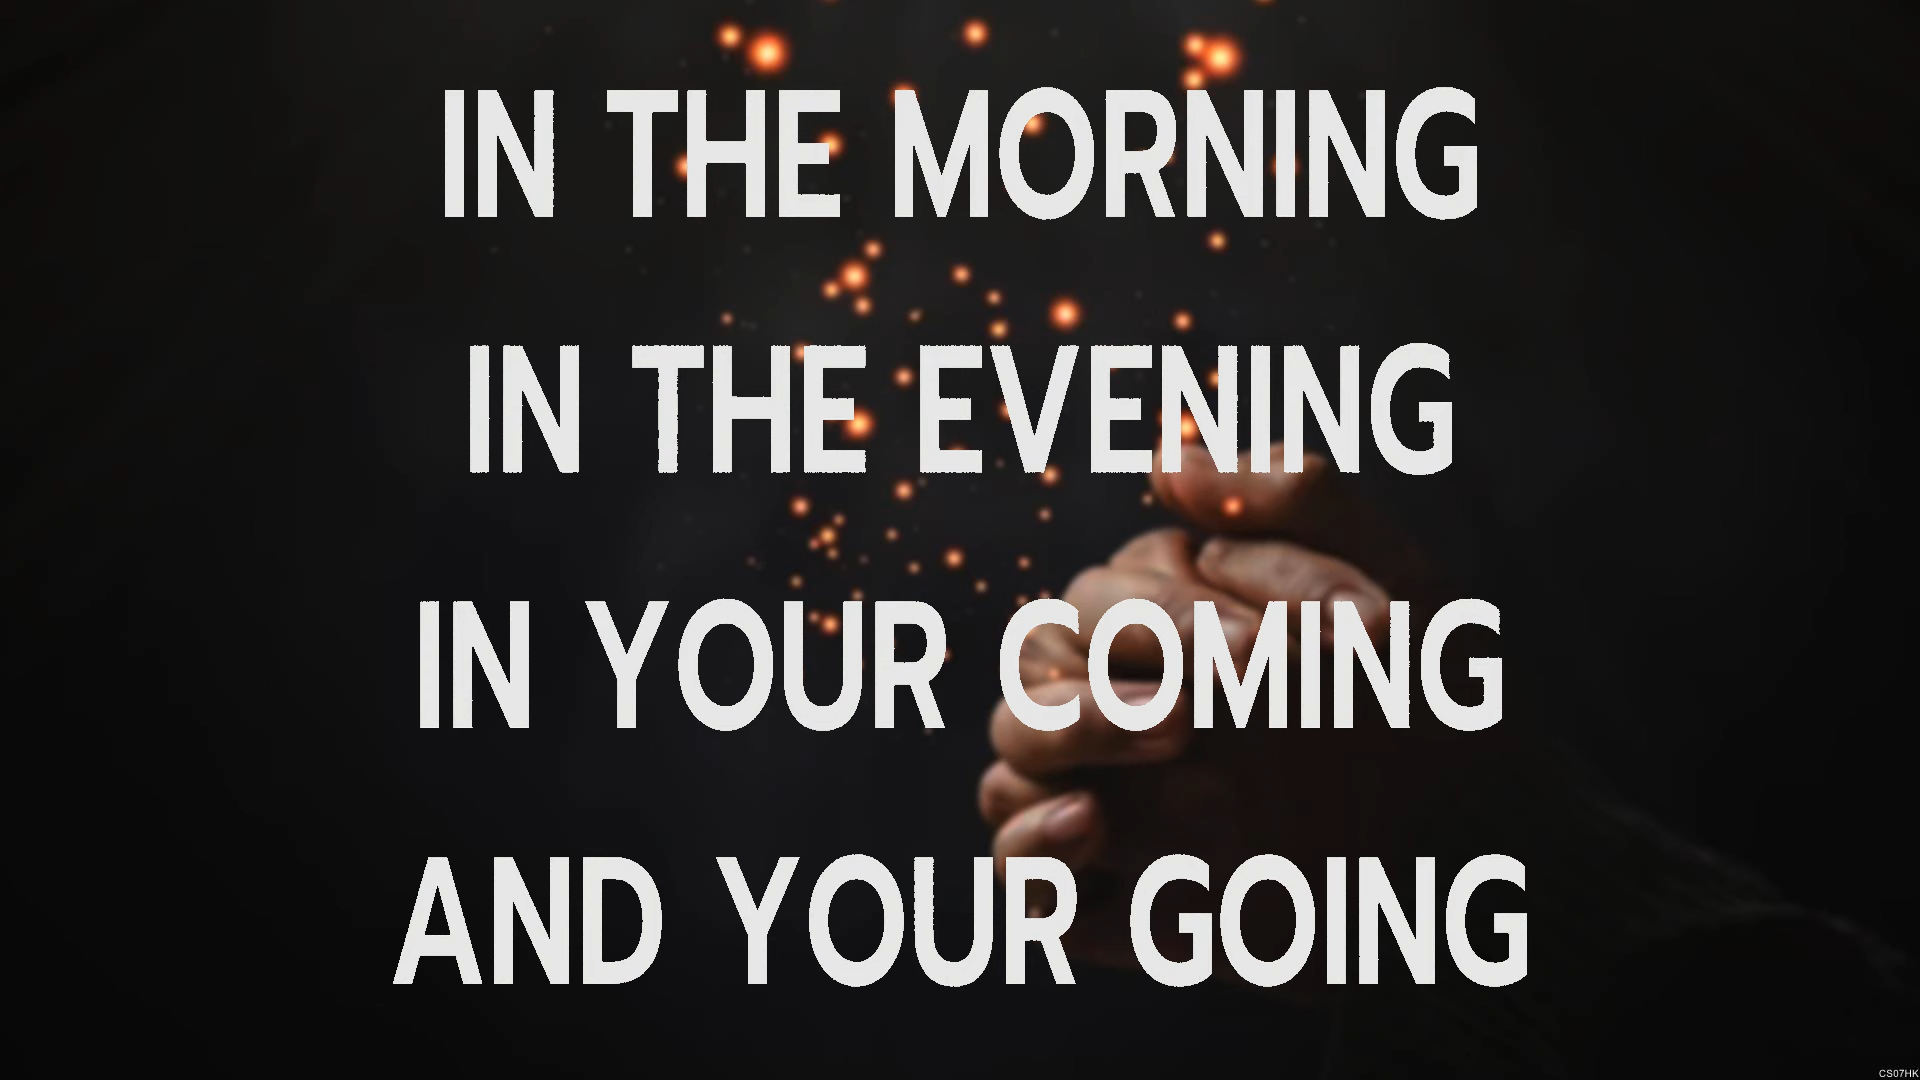 IN THE MORNING
IN THE EVENING
IN YOUR COMING
AND YOUR GOING
CS07HK